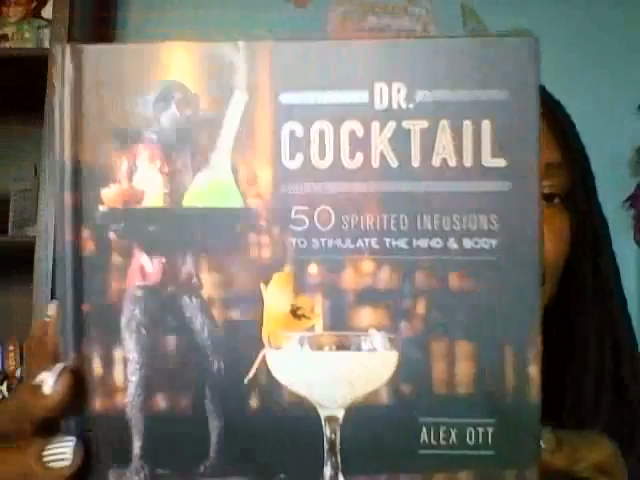 DR.
COCKTAIL
50 SPIRITED INFUSIONS
TO STIMULATE THE MIND & BODY
ALEX OTT